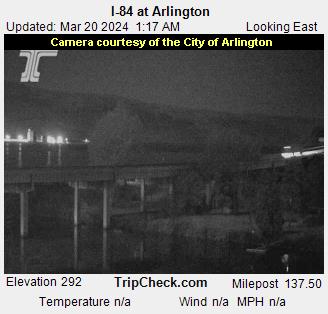 I-84 at Arlington
Updated: Mar 20 2024 1:17 AM Looking East
Camera courtesy of the City of Arlington
Elevation 292 TripCheck.com Milepost 137.50
Temperature n/a Wind n/a MPH n/a